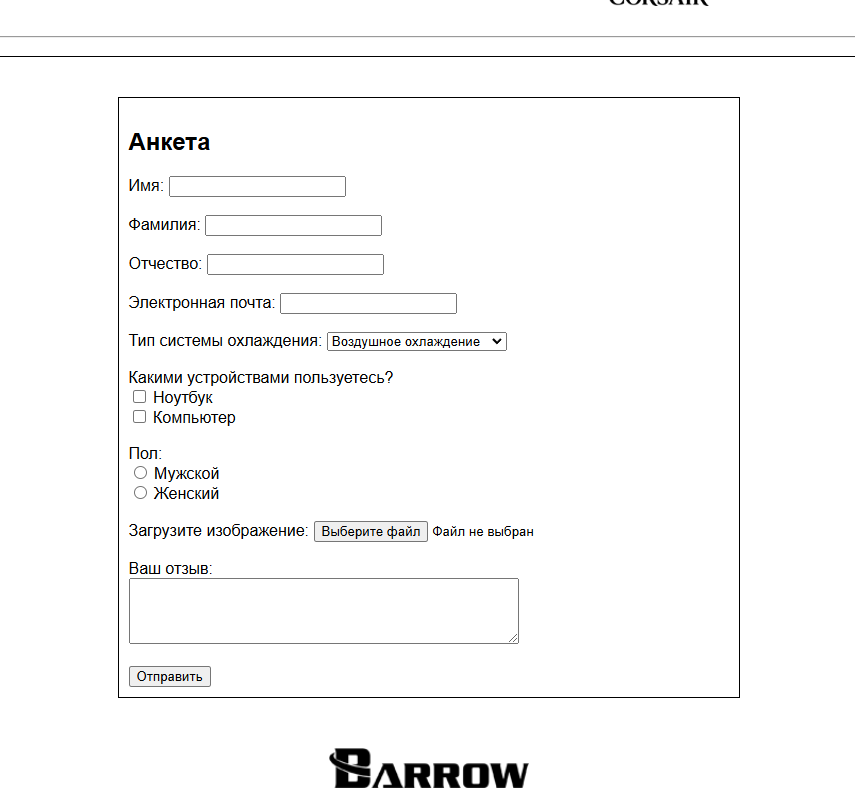 CORSAIR
Анкета
Имя:
Фамилия:
Отчество:
Электронная почта:
Тип системы охлаждения: Воздушное охлаждение
Какими устройствами пользуетесь?
Ноутбук
Компьютер
Пол:
Мужской
Женский
Загрузите изображение: Выберите файл Файл не выбран
Ваш отзыв:
Отправить
BARROW